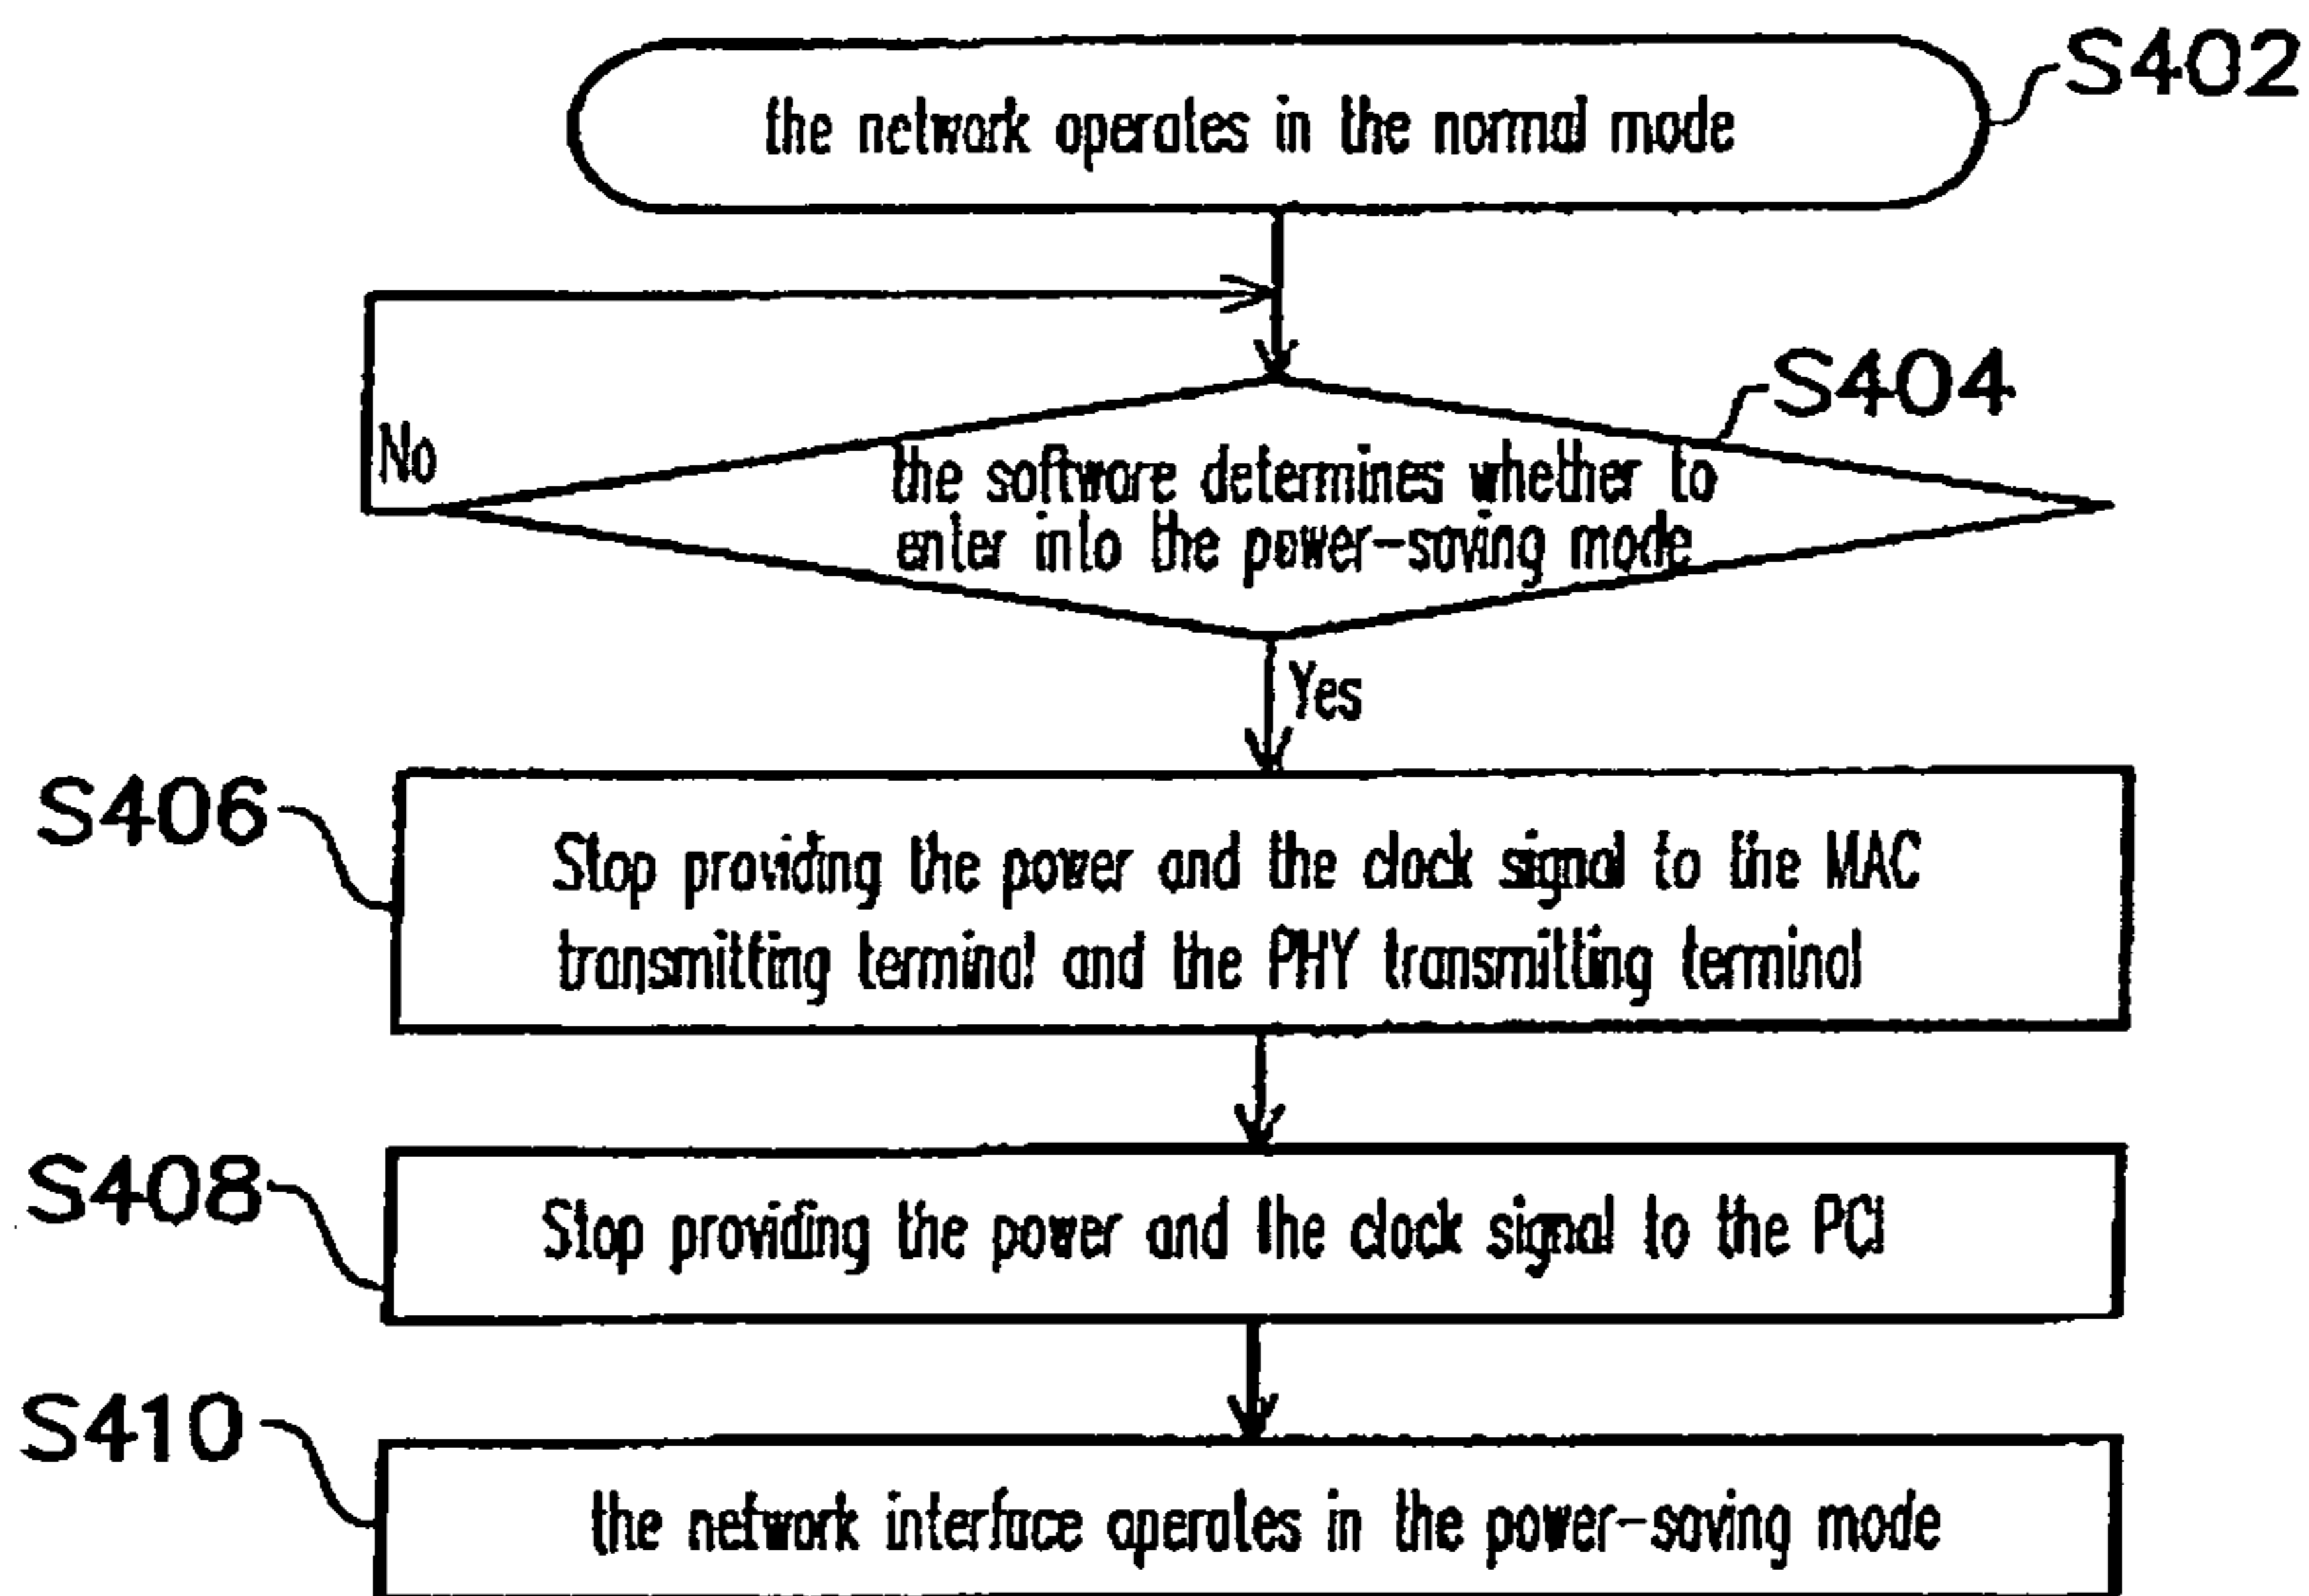 S402
the network operates in the normal mode
S404
No
the software determines whether to
enter into the power-saving mode
Yes
S406
Stop providing the power and the clock signal to the MAC
transmitting terminal and the PHY transmitting terminal
S408
Stop providing the power and the clock signal to the PCI
S410
the network interface operates in the power-saving mode